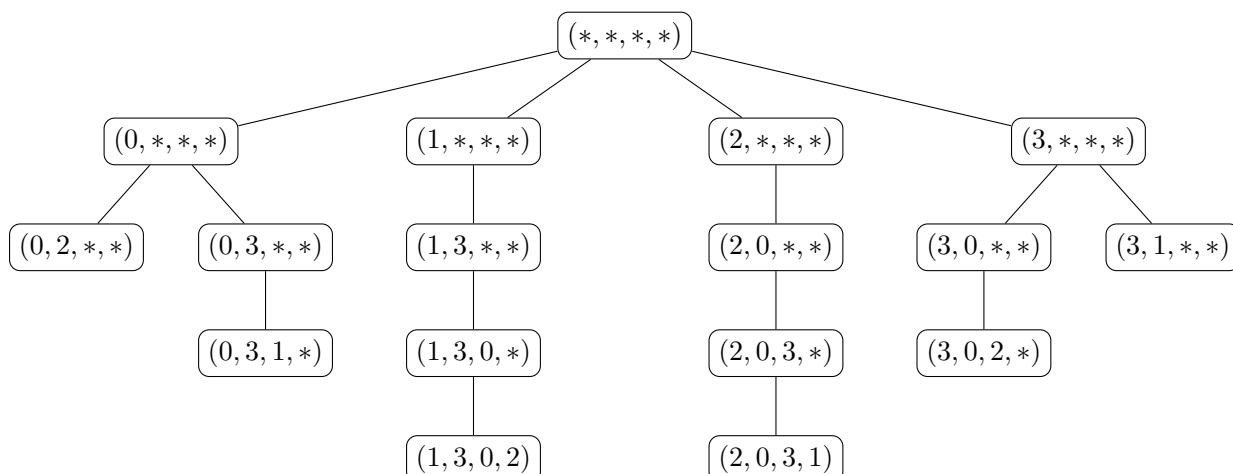 (∗, ∗, ∗, ∗)
(0, ∗, ∗, ∗) (1, ∗, ∗, ∗) (2, ∗, ∗, ∗) (3, ∗, ∗, ∗)
(0, 2, ∗, ∗) (0, 3, ∗, ∗) (1, 3, ∗, ∗) (2, 0, ∗, ∗) (3, 0, ∗, ∗) (3, 1, ∗, ∗)
(0, 3, 1, ∗) (1, 3, 0, ∗) (2, 0, 3, ∗) (3, 0, 2, ∗)
(1, 3, 0, 2) (2, 0, 3, 1)